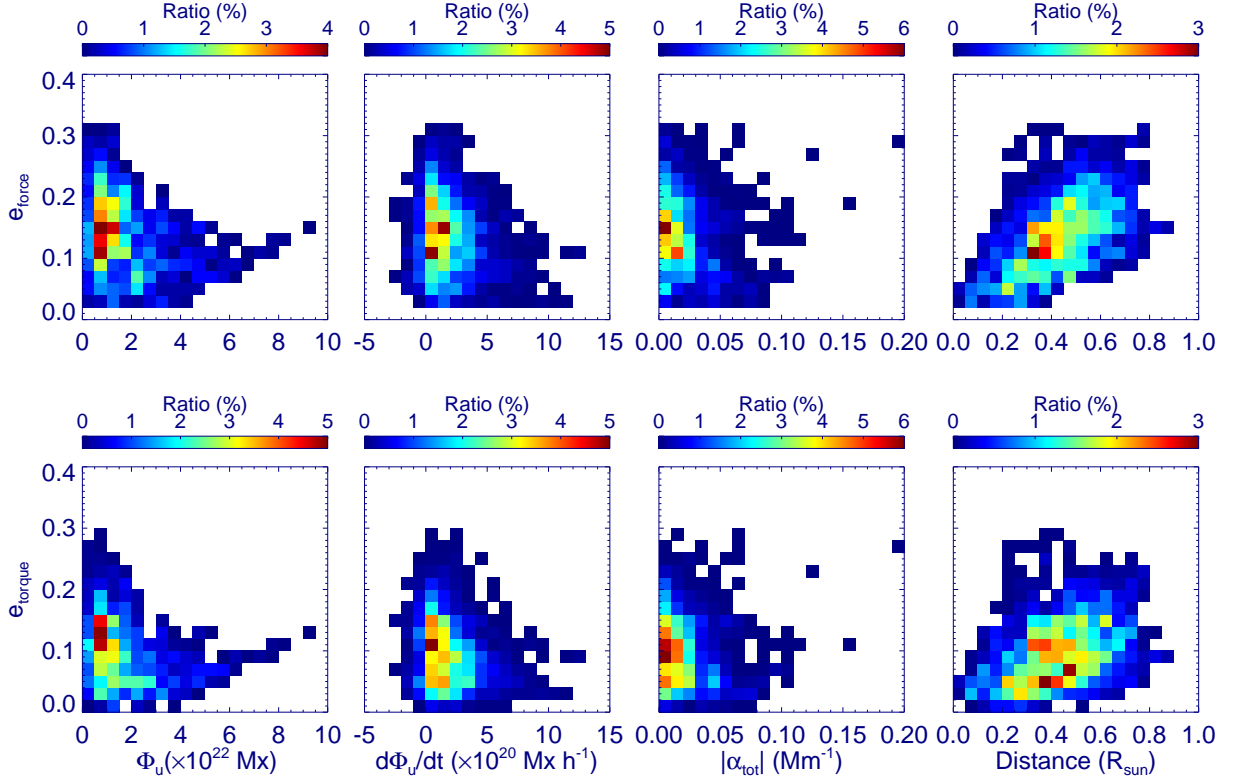 Ratio (%) Ratio (%) Ratio (%) Ratio (%)
0 1 2 3 4 0 1 2 3 4 5 0 1 2 3 4 5 6 0 1 2 3
0.4
0.3
0.2
0.1
0.0
e_force
0 2 4 6 8 10 -5 0 5 10 15 0.00 0.05 0.10 0.15 0.20 0.0 0.2 0.4 0.6 0.8 1.0
Ratio (%) Ratio (%) Ratio (%) Ratio (%)
0 1 2 3 4 5 0 1 2 3 4 5 0 1 2 3 4 5 6 0 1 2 3
0.4
0.3
0.2
0.1
0.0
e_torque
0 2 4 6 8 10 -5 0 5 10 15 0.00 0.05 0.10 0.15 0.20 0.0 0.2 0.4 0.6 0.8 1.0
Φ_u(×10²² Mx) dΦ_u/dt (×10²⁰ Mx h⁻¹) |α_tot| (Mm⁻¹) Distance (R_sun)